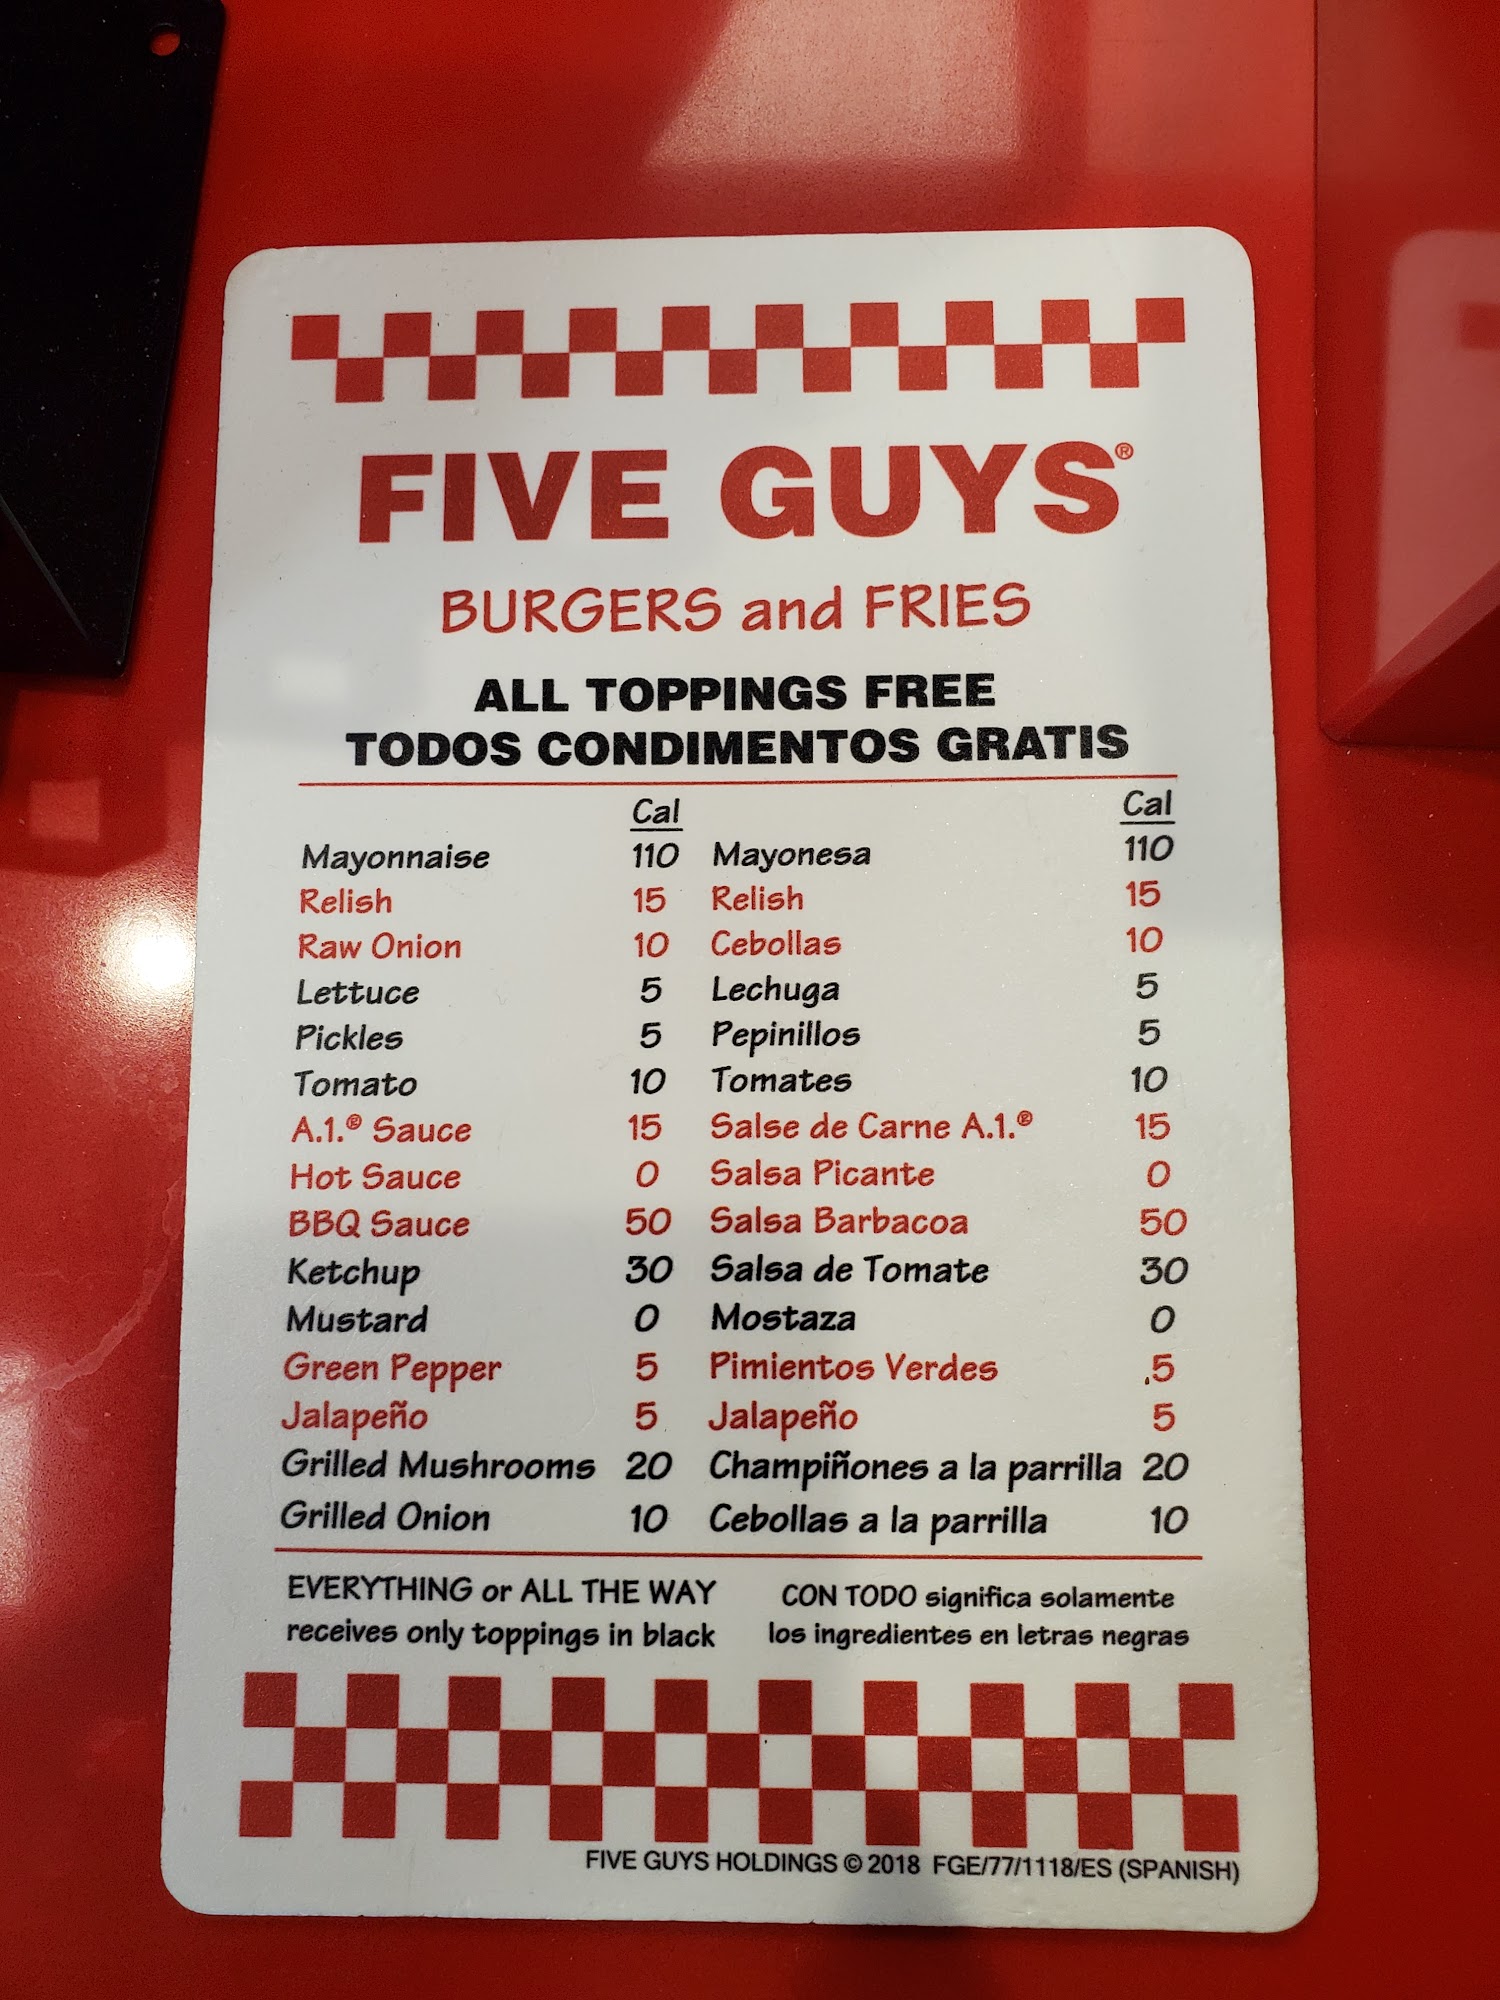 FIVE GUYS®
BURGERS and FRIES
ALL TOPPINGS FREE
TODOS CONDIMENTOS GRATIS
Cal Cal
Mayonnaise 110 Mayonesa 110
Relish 15 Relish 15
Raw Onion 10 Cebollas 10
Lettuce 5 Lechuga 5
Pickles 5 Pepinillos 5
Tomato 10 Tomates 10
A.1.® Sauce 15 Salse de Carne A.1.® 15
Hot Sauce 0 Salsa Picante 0
BBQ Sauce 50 Salsa Barbacoa 50
Ketchup 30 Salsa de Tomate 30
Mustard 0 Mostaza 0
Green Pepper 5 Pimientos Verdes 5
Jalapeño 5 Jalapeño 5
Grilled Mushrooms 20 Champiñones a la parrilla 20
Grilled Onion 10 Cebollas a la parrilla 10
EVERYTHING or ALL THE WAY
receives only toppings in black
CON TODO significa solamente
los ingredientes en letras negras
FIVE GUYS HOLDINGS © 2018 FGE/77/1118/ES (SPANISH)